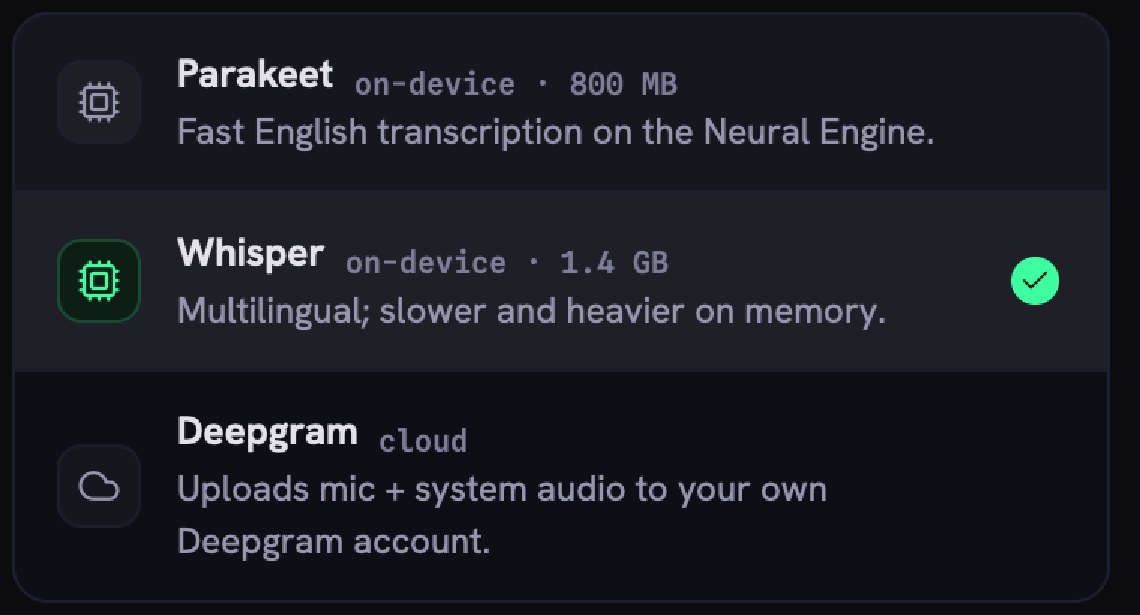 Parakeet on-device · 800 MB
Fast English transcription on the Neural Engine.
Whisper on-device · 1.4 GB
Multilingual; slower and heavier on memory.
Deepgram cloud
Uploads mic + system audio to your own
Deepgram account.